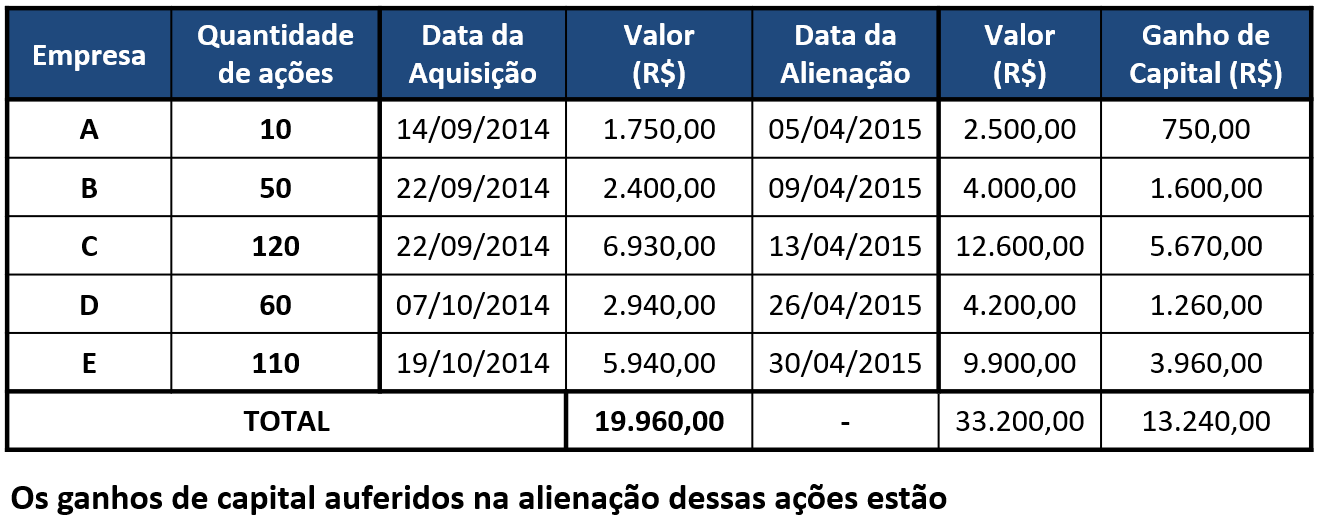 Empresa Quantidade de ações Data da Aquisição Valor (R$) Data da Alienação Valor (R$) Ganho de Capital (R$)
A 10 14/09/2014 1.750,00 05/04/2015 2.500,00 750,00
B 50 22/09/2014 2.400,00 09/04/2015 4.000,00 1.600,00
C 120 22/09/2014 6.930,00 13/04/2015 12.600,00 5.670,00
D 60 07/10/2014 2.940,00 26/04/2015 4.200,00 1.260,00
E 110 19/10/2014 5.940,00 30/04/2015 9.900,00 3.960,00
TOTAL 19.960,00 - 33.200,00 13.240,00
Os ganhos de capital auferidos na alienação dessas ações estão